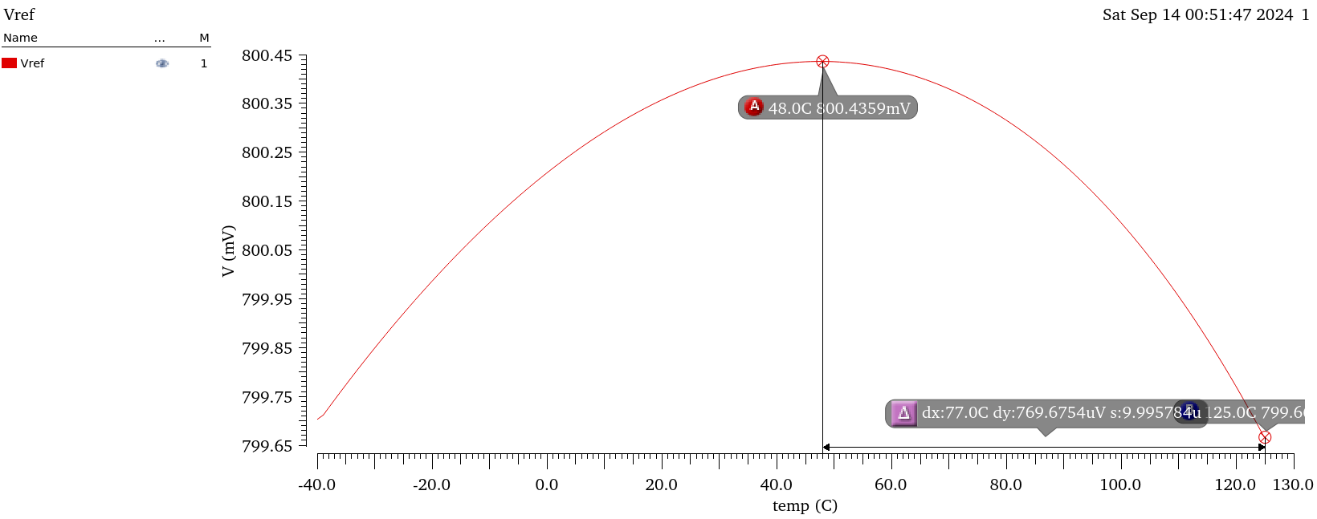 Vref
Sat Sep 14 00:51:47 2024 1
Name ... M
Vref 1
800.45
800.35
800.25
800.15
800.05
799.95
799.85
799.75
799.65
V (mV)
A 48.0C 800.4359mV
Δ dx:77.0C dy:769.6754uV s:9.995784u
125.0C 799.6
-40.0 -20.0 0.0 20.0 40.0 60.0 80.0 100.0 120.0 130.0
temp (C)